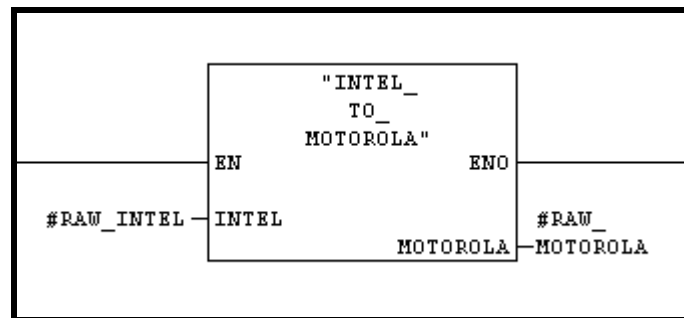 "INTEL_
TO_
MOTOROLA"
EN ENO
#RAW_INTEL INTEL #RAW_
MOTOROLA MOTOROLA